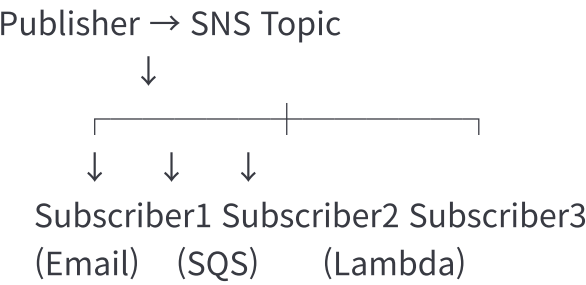 Publisher → SNS Topic
↓
┌─────────┼─────────┐
↓ ↓ ↓
Subscriber1 Subscriber2 Subscriber3
(Email) (SQS) (Lambda)